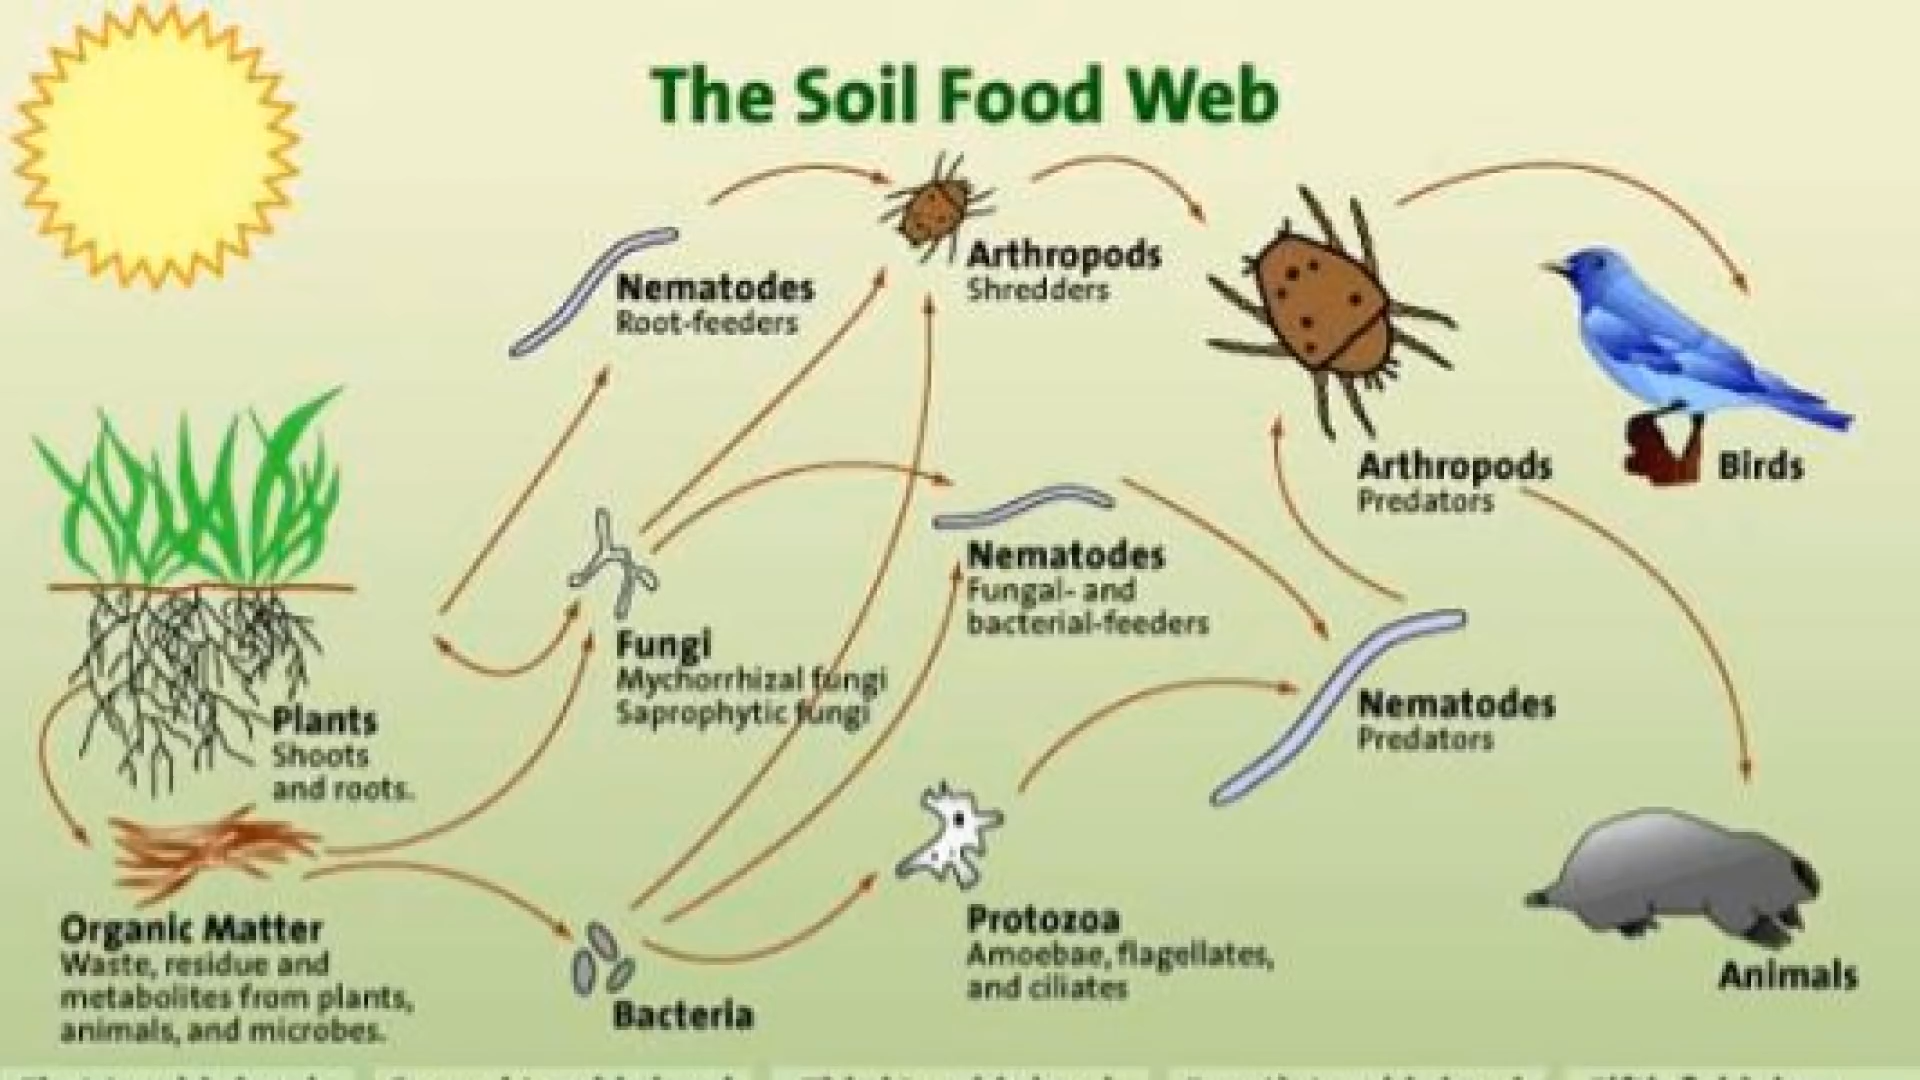 The Soil Food Web
Arthropods
Shredders
Nematodes
Root-feeders
Arthropods
Predators
Birds
Nematodes
Fungal- and
bacterial-feeders
Fungi
Mychorrhizal fungi
Saprophytic fungi
Plants
Shoots
and roots.
Nematodes
Predators
Organic Matter
Waste, residue and
metabolites from plants,
animals, and microbes.
Bacteria
Protozoa
Amoebae, flagellates,
and ciliates
Animals